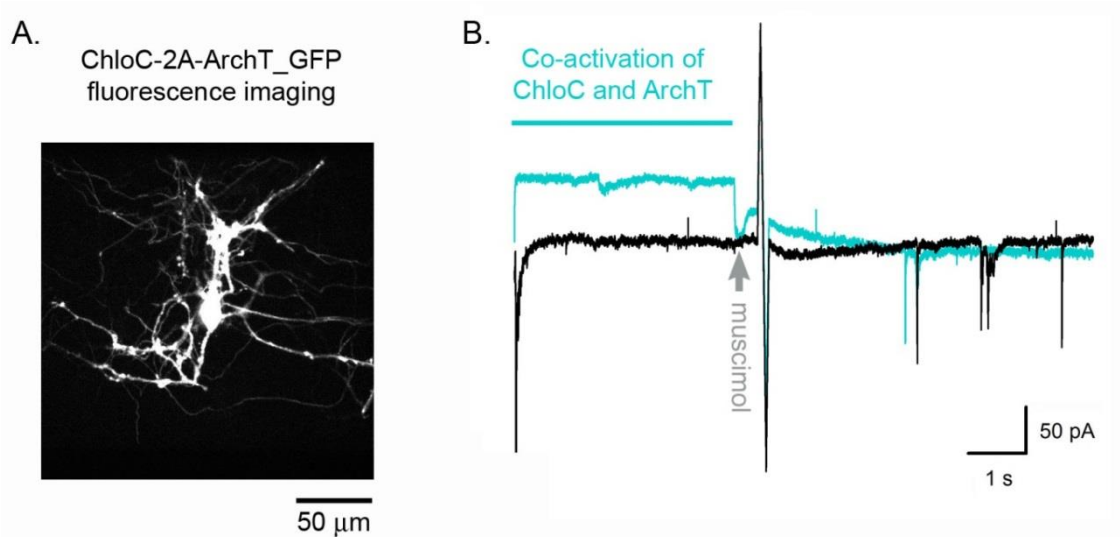 A.
ChloC-2A-ArchT_GFP
fluorescence imaging
50 μm
B.
Co-activation of
ChloC and ArchT
muscimol
50 pA
1 s